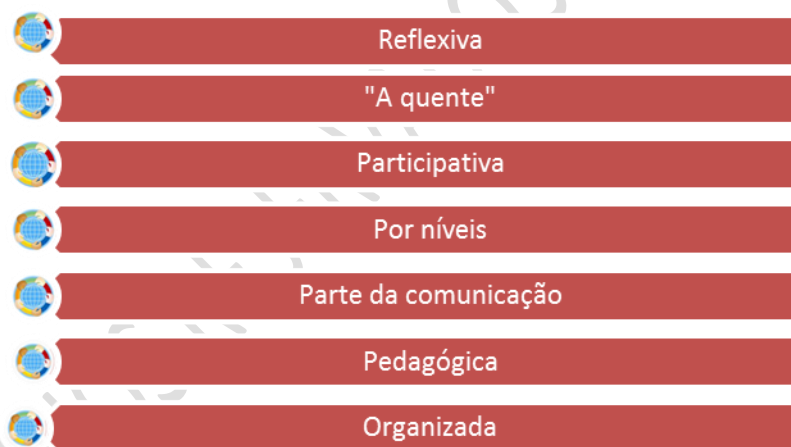 Reflexiva
"A quente"
Participativa
Por níveis
Parte da comunicação
Pedagógica
Organizada